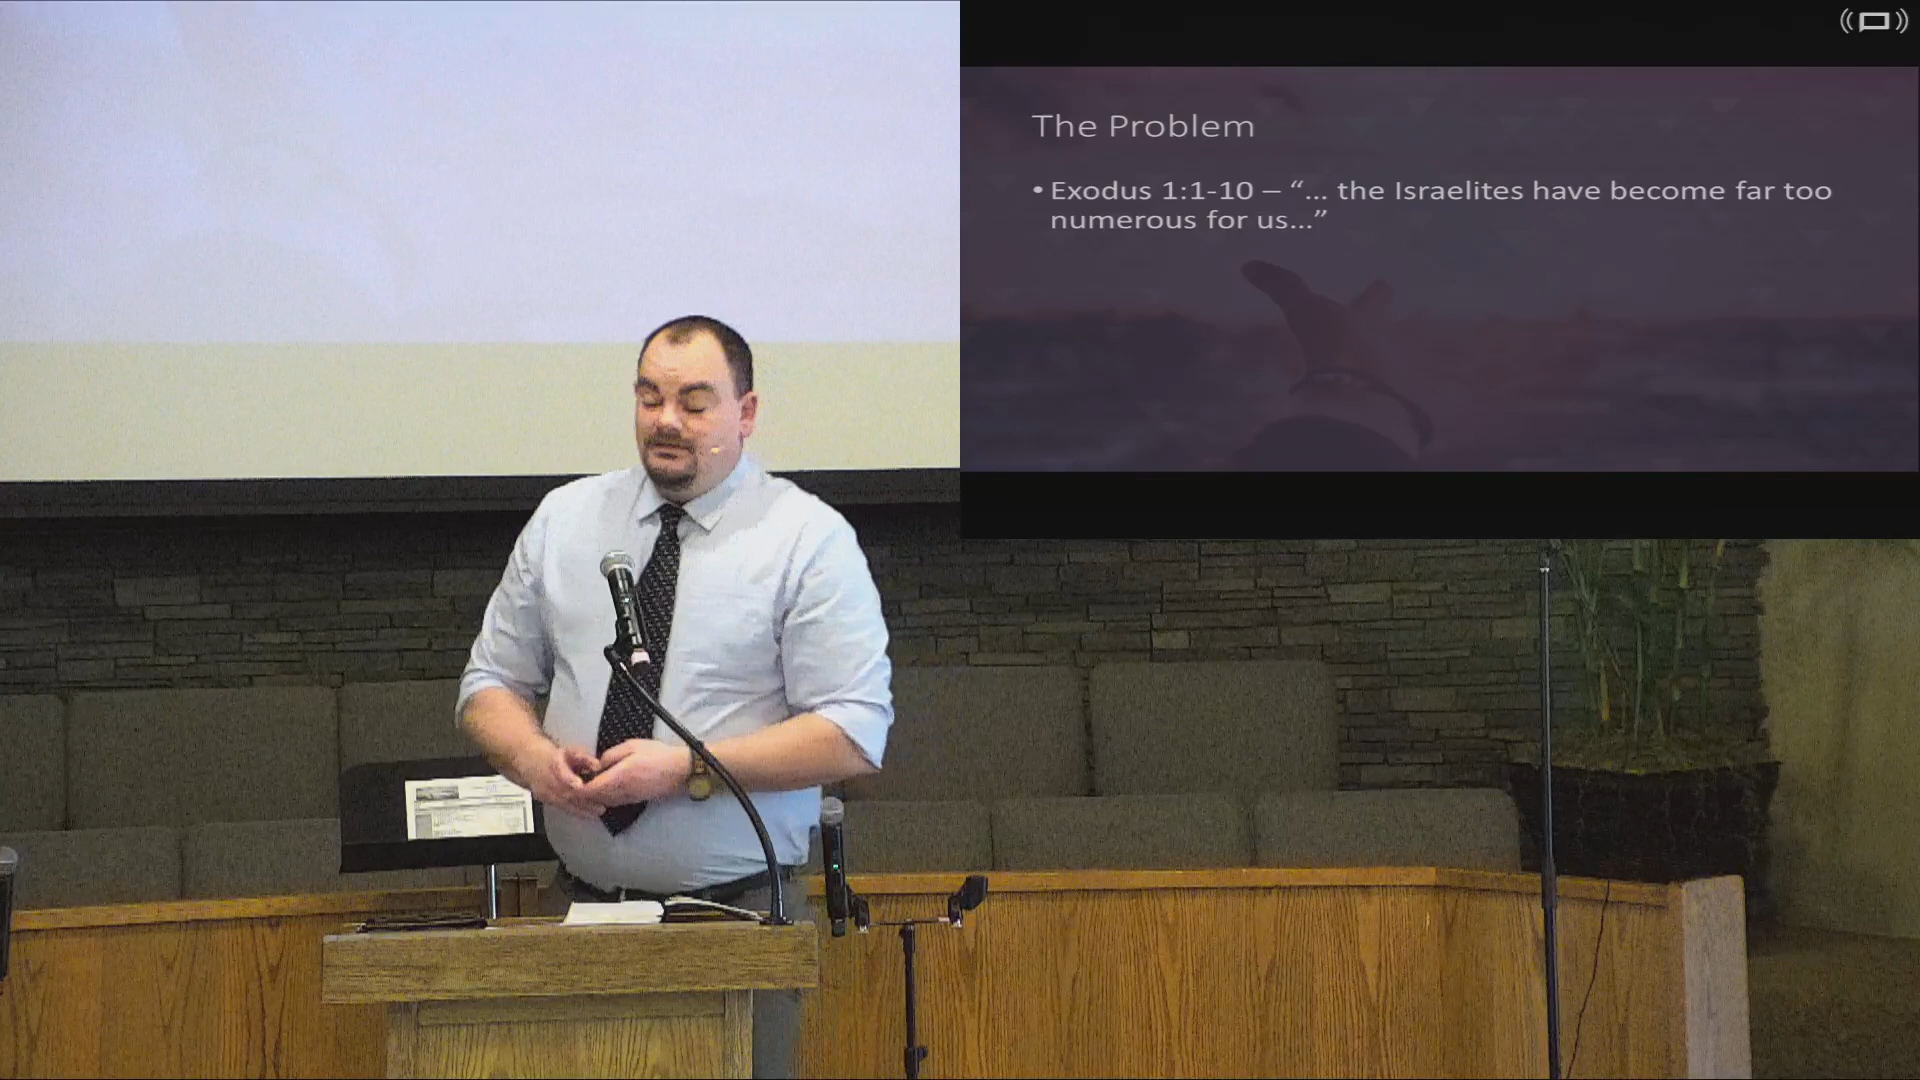 The Problem
• Exodus 1:1-10 – “… the Israelites have become far too
numerous for us…”